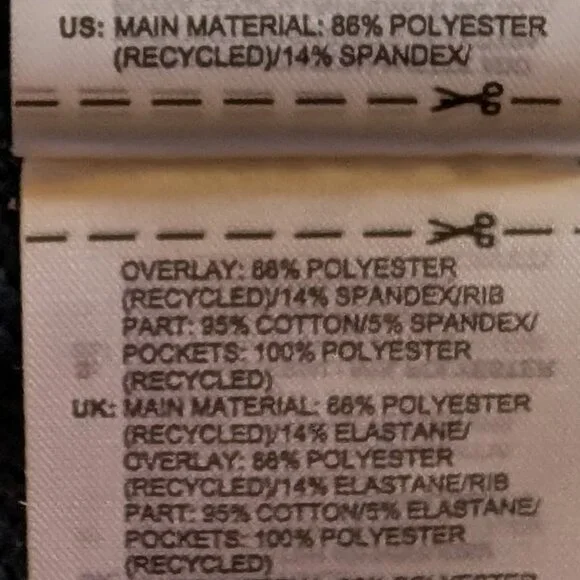 US: MAIN MATERIAL: 86% POLYESTER
(RECYCLED)/14% SPANDEX/
OVERLAY: 86% POLYESTER
(RECYCLED)/14% SPANDEX/RIB
PART: 95% COTTON/5% SPANDEX/
POCKETS: 100% POLYESTER
(RECYCLED)
UK: MAIN MATERIAL: 86% POLYESTER
(RECYCLED)/14% ELASTANE/
OVERLAY: 86% POLYESTER
(RECYCLED)/14% ELASTANE/RIB
PART: 95% COTTON/5% ELASTANE/
POCKETS: 100% POLYESTER
(RECYCLED)